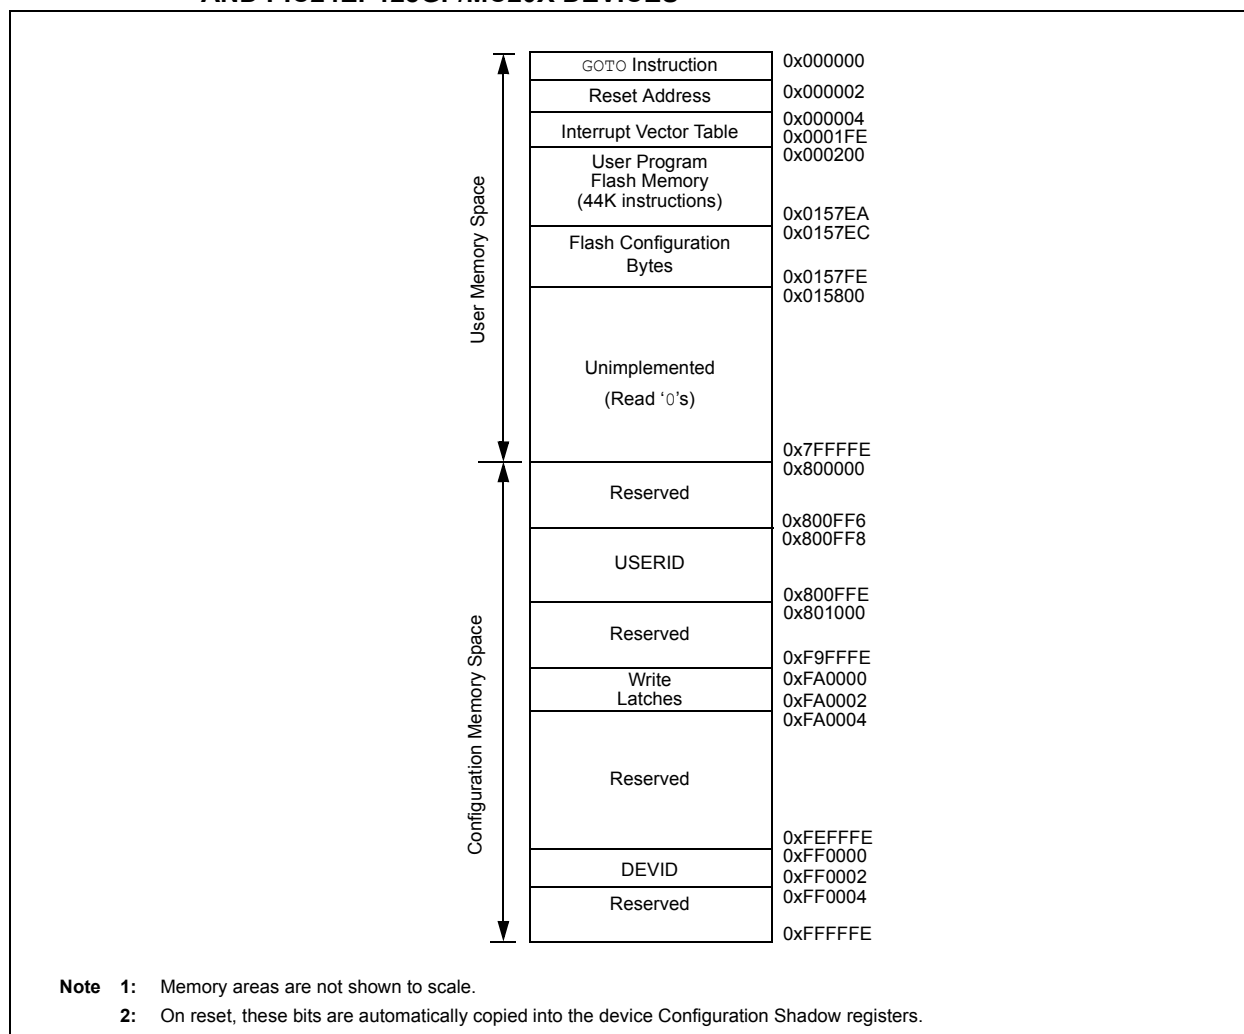 GOTO Instruction
0x000000
Reset Address
0x000002
Interrupt Vector Table
0x000004
0x0001FE
User Program
Flash Memory
(44K instructions)
0x000200
0x0157EA
Flash Configuration
Bytes
0x0157EC
0x0157FE
Unimplemented
(Read ‘0’s)
0x015800
0x7FFFFE
User Memory Space
Reserved
0x800000
0x800FF6
USERID
0x800FF8
0x800FFE
Reserved
0x801000
0xF9FFFE
Write
Latches
0xFA0000
0xFA0002
Reserved
0xFA0004
0xFEFFFE
DEVID
0xFF0000
0xFF0002
Reserved
0xFF0004
0xFFFFFE
Configuration Memory Space
Note 1: Memory areas are not shown to scale.
2: On reset, these bits are automatically copied into the device Configuration Shadow registers.